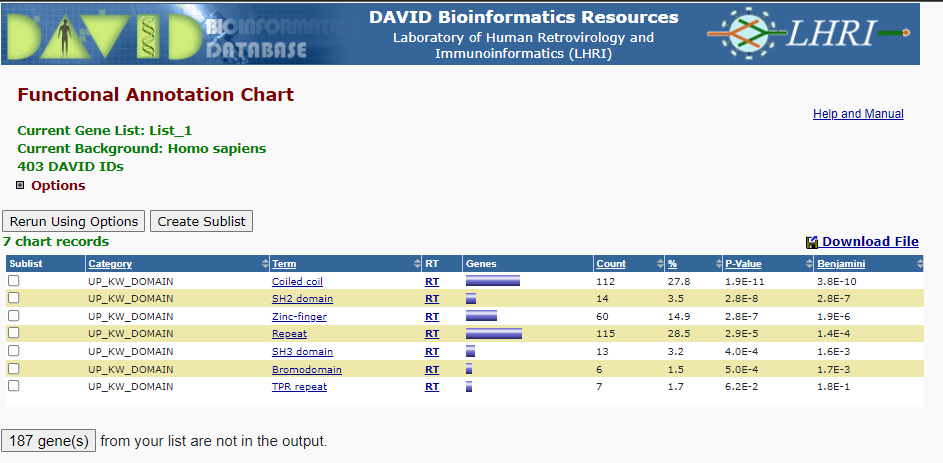 DAVID BIOINFORMATICS DATABASE
DAVID Bioinformatics Resources
Laboratory of Human Retrovirology and
Immunoinformatics (LHRI)
LHRI
Functional Annotation Chart
Help and Manual
Current Gene List: List_1
Current Background: Homo sapiens
403 DAVID IDs
Options
Rerun Using Options Create Sublist
7 chart records Download File
Sublist Category Term RT Genes Count % P-Value Benjamini
UP_KW_DOMAIN Coiled coil RT 112 27.8 1.9E-11 3.8E-10
UP_KW_DOMAIN SH2 domain RT 14 3.5 2.8E-8 2.8E-7
UP_KW_DOMAIN Zinc-finger RT 60 14.9 2.8E-7 1.9E-6
UP_KW_DOMAIN Repeat RT 115 28.5 2.9E-5 1.4E-4
UP_KW_DOMAIN SH3 domain RT 13 3.2 4.0E-4 1.6E-3
UP_KW_DOMAIN Bromodomain RT 6 1.5 5.0E-4 1.7E-3
UP_KW_DOMAIN TPR repeat RT 7 1.7 6.2E-2 1.8E-1
187 gene(s) from your list are not in the output.